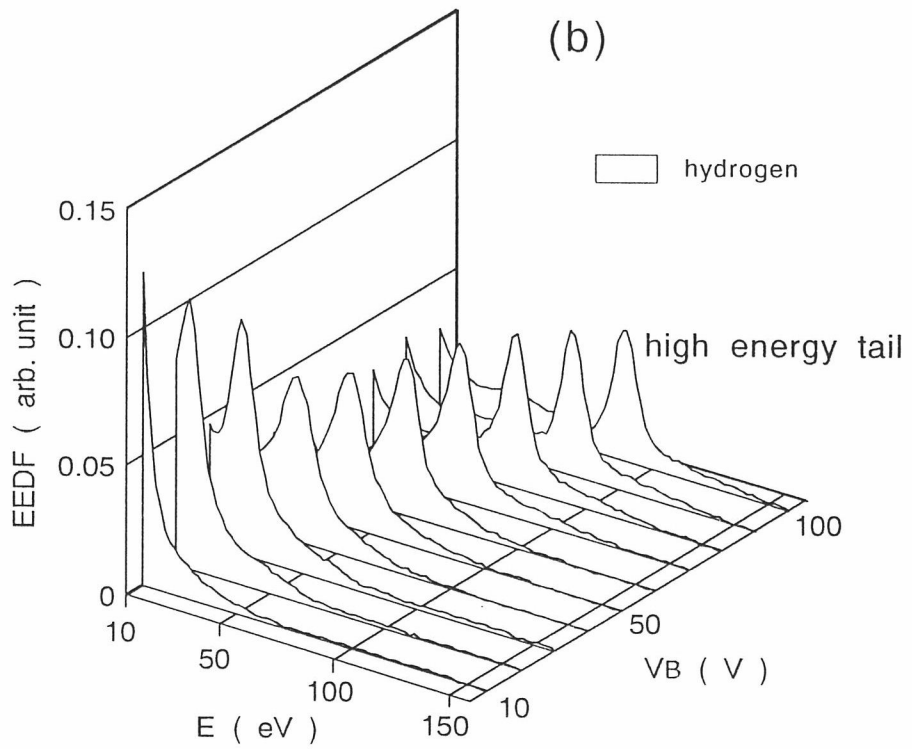 (b)
hydrogen
high energy tail
EEDF ( arb. unit )
0.15
0.10
0.05
0
10
50
100
150
E ( eV )
10
50
100
VB ( V )